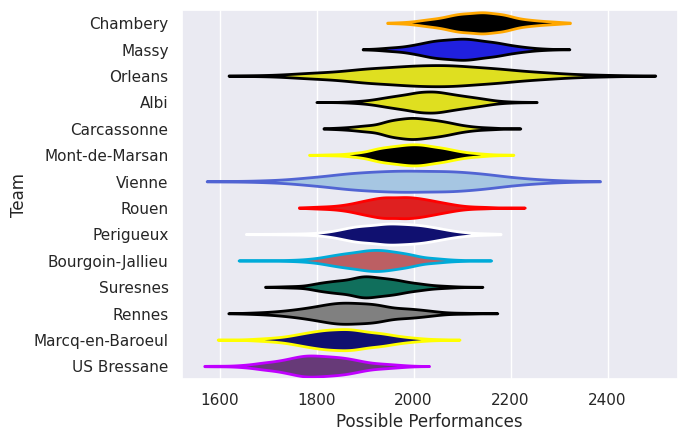 Chambery
Massy
Orleans
Albi
Carcassonne
Mont-de-Marsan
Vienne
Rouen
Perigueux
Bourgoin-Jallieu
Suresnes
Rennes
Marcq-en-Baroeul
US Bressane
Team
1600 1800 2000 2200 2400
Possible Performances